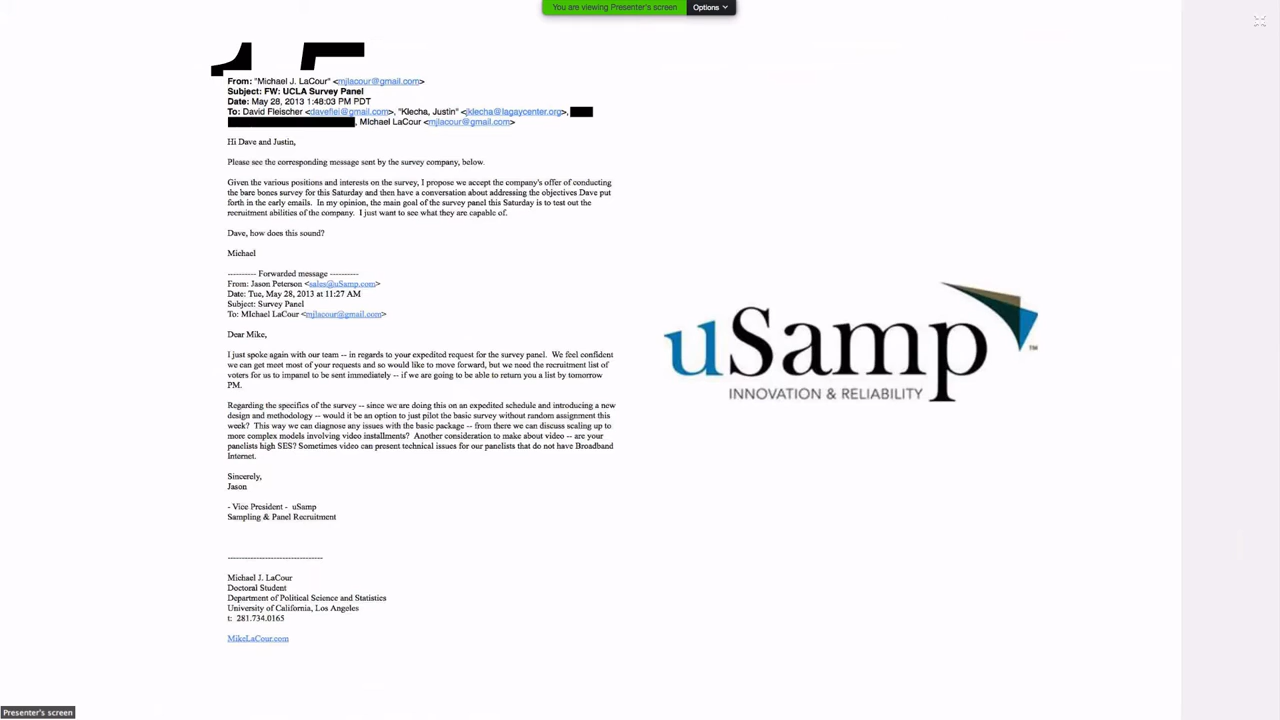 You are viewing Presenter's screen
Options
From: "Michael J. LaCour" <mjlacour@gmail.com>
Subject: FW: UCLA Survey Panel
Date: May 28, 2013 1:48:03 PM PDT
To: David Fleischer <daveflei@gmail.com>, "Klecha, Justin" <jklecha@lagaycenter.org>,
, MIchael LaCour <mjlacour@gmail.com>
Hi Dave and Justin,
Please see the corresponding message sent by the survey company, below.
Given the various positions and interests on the survey, I propose we accept the company's offer of conducting
the bare bones survey for this Saturday and then have a conversation about addressing the objectives Dave put
forth in the early emails. In my opinion, the main goal of the survey panel this Saturday is to test out the
recruitment abilities of the company. I just want to see what they are capable of.
Dave, how does this sound?
Michael
---------- Forwarded message ----------
From: Jason Peterson <sales@uSamp.com>
Date: Tue, May 28, 2013 at 11:27 AM
Subject: Survey Panel
To: MIchael LaCour <mjlacour@gmail.com>
Dear Mike,
I just spoke again with our team -- in regards to your expedited request for the survey panel. We feel confident
we can get meet most of your requests and so would like to move forward, but we need the recruitment list of
voters for us to impanel to be sent immediately -- if we are going to be able to return you a list by tomorrow
PM.
Regarding the specifics of the survey -- since we are doing this on an expedited schedule and introducing a new
design and methodology -- would it be an option to just pilot the basic survey without random assignment this
week? This way we can diagnose any issues with the basic package -- from there we can discuss scaling up to
more complex models involving video installments? Another consideration to make about video -- are your
panelists high SES? Sometimes video can present technical issues for our panelists that do not have Broadband
Internet.
Sincerely,
Jason
- Vice President - uSamp
Sampling & Panel Recruitment
-------------------------------
Michael J. LaCour
Doctoral Student
Department of Political Science and Statistics
University of California, Los Angeles
t: 281.734.0165
MikeLaCour.com
uSamp
TM
INNOVATION & RELIABILITY
Presenter's screen